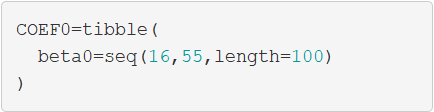 COEF0=tibble(
  beta0=seq(16,55,length=100)
)